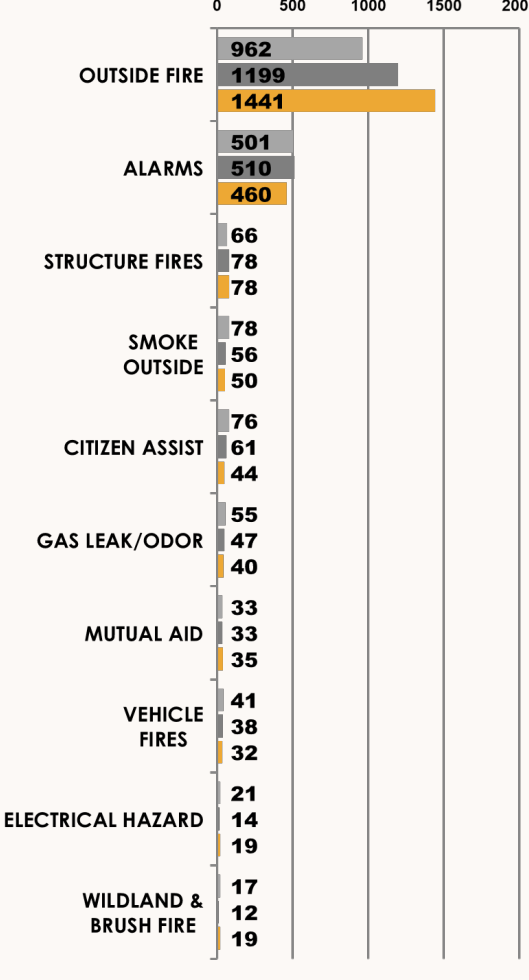 0 500 1000 1500 200
OUTSIDE FIRE
962
1199
1441
ALARMS
501
510
460
STRUCTURE FIRES
66
78
78
SMOKE
OUTSIDE
78
56
50
CITIZEN ASSIST
76
61
44
GAS LEAK/ODOR
55
47
40
MUTUAL AID
33
33
35
VEHICLE
FIRES
41
38
32
ELECTRICAL HAZARD
21
14
19
WILDLAND &
BRUSH FIRE
17
12
19